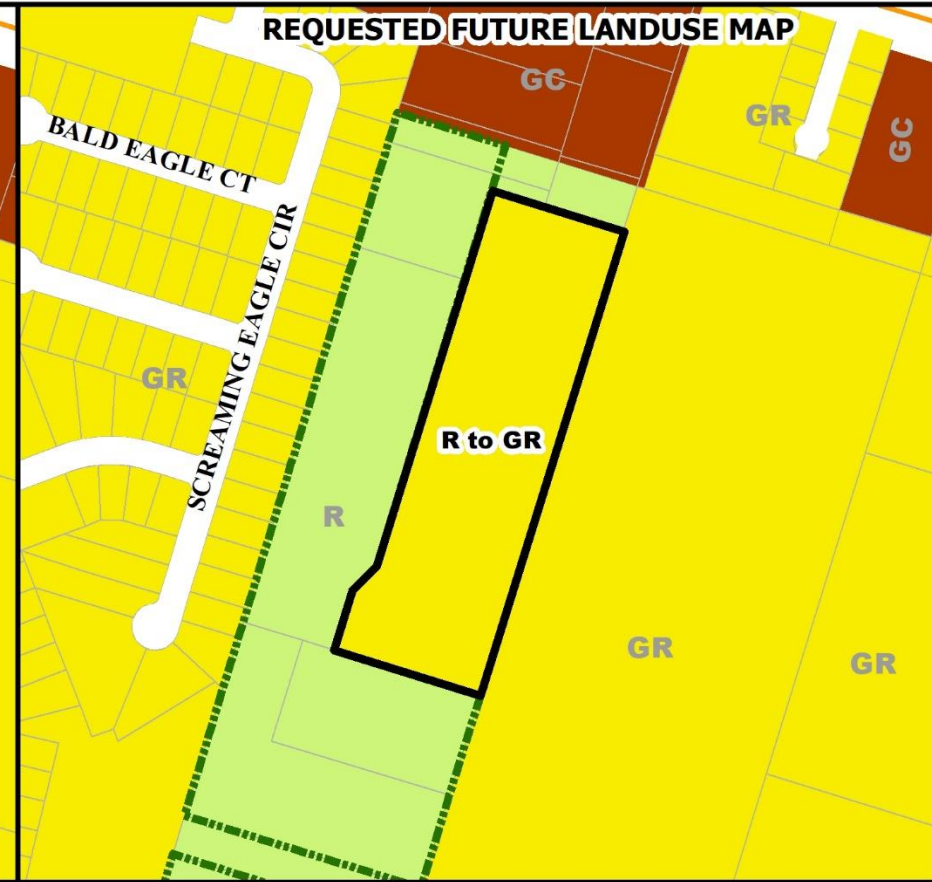 REQUESTED FUTURE LANDUSE MAP
GC
GR
GC
BALD EAGLE CT
SCREAMING EAGLE CIR
GR
R to GR
R
GR
GR